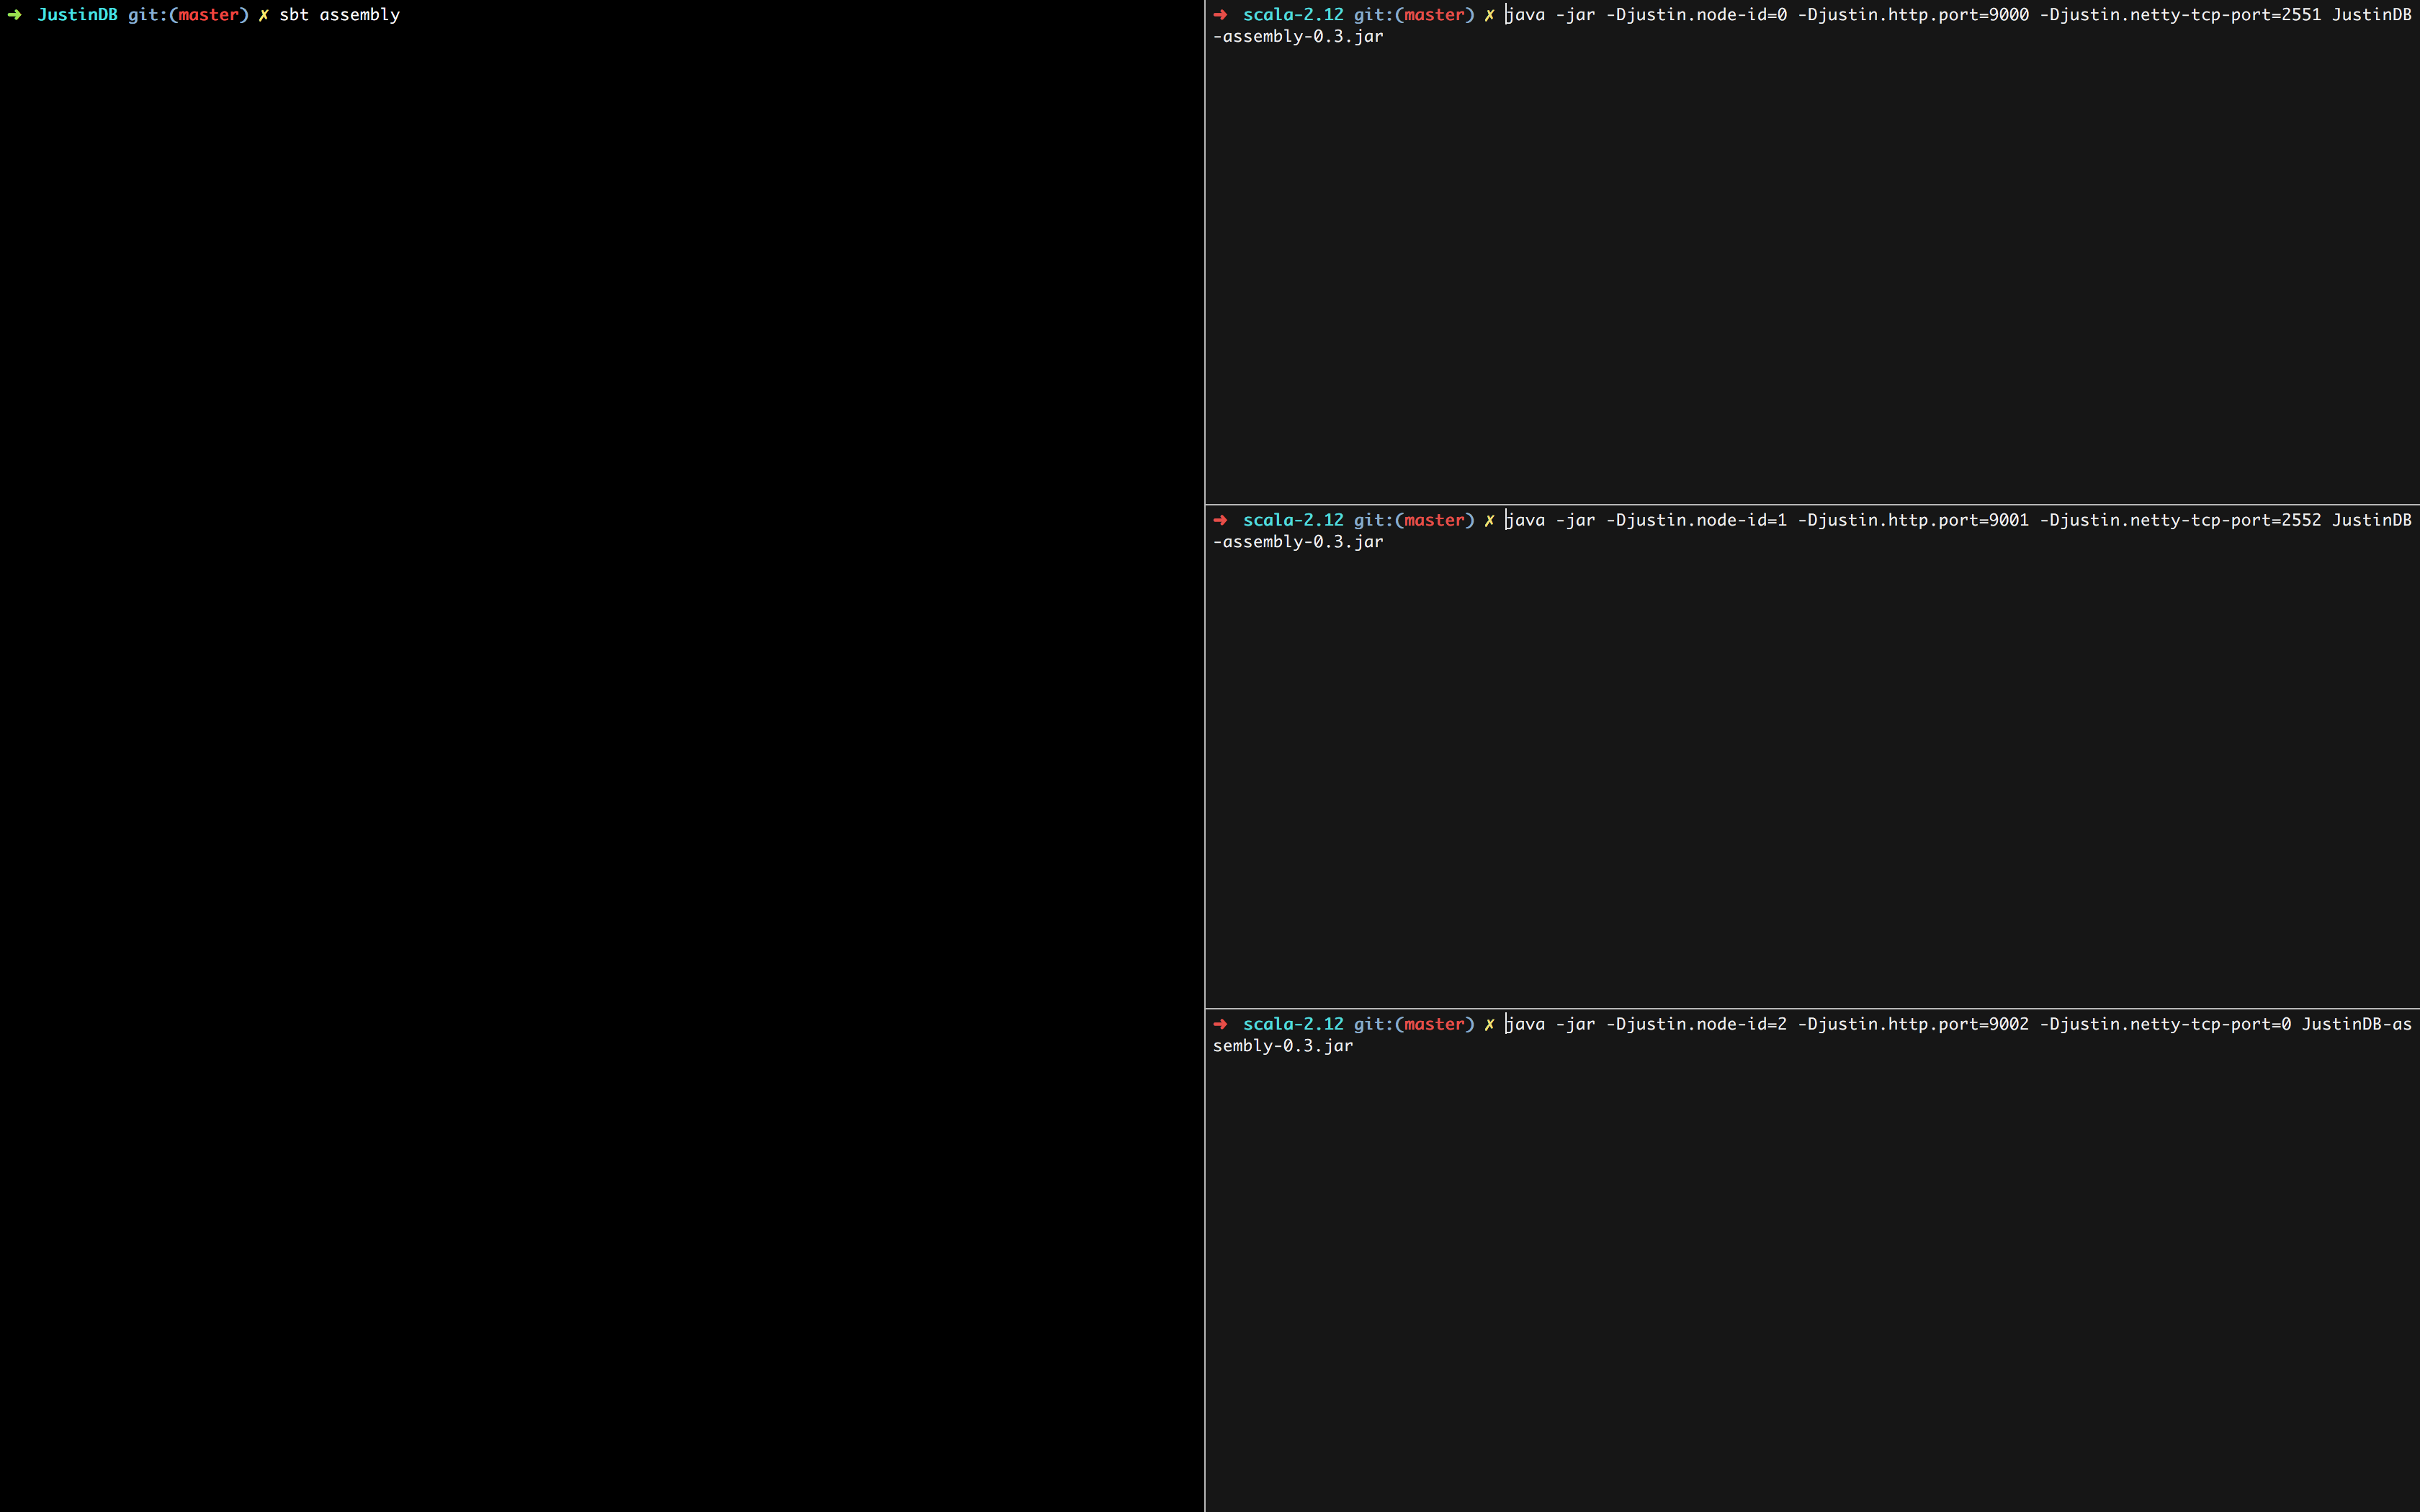 ➜  JustinDB git:(master) ✗ sbt assembly
➜  scala-2.12 git:(master) ✗ java -jar -Djustin.node-id=0 -Djustin.http.port=9000 -Djustin.netty-tcp-port=2551 JustinDB
-assembly-0.3.jar
➜  scala-2.12 git:(master) ✗ java -jar -Djustin.node-id=1 -Djustin.http.port=9001 -Djustin.netty-tcp-port=2552 JustinDB
-assembly-0.3.jar
➜  scala-2.12 git:(master) ✗ java -jar -Djustin.node-id=2 -Djustin.http.port=9002 -Djustin.netty-tcp-port=0 JustinDB-as
sembly-0.3.jar